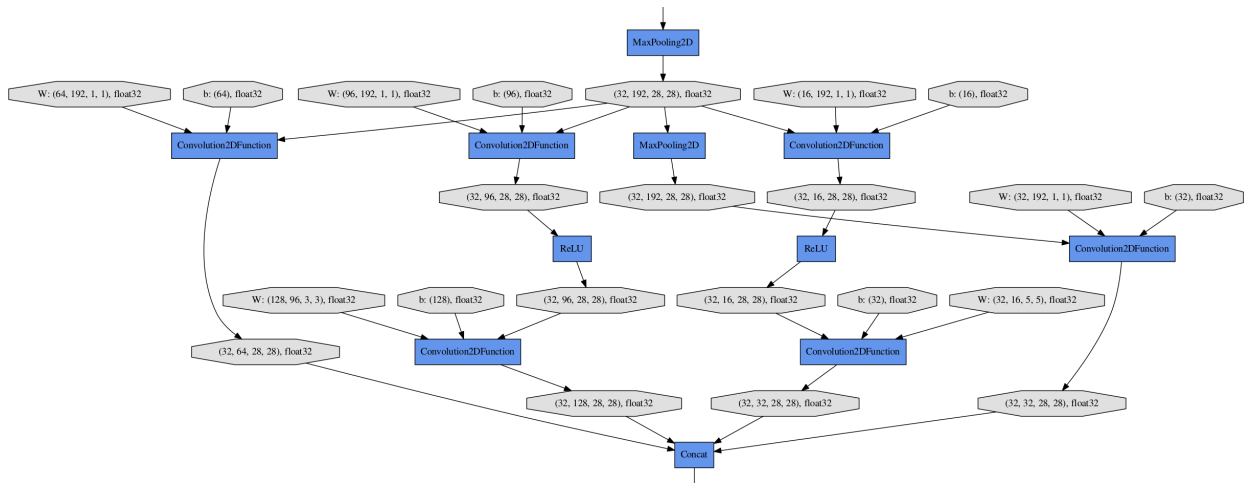 MaxPooling2D
W: (64, 192, 1, 1), float32
b: (64), float32
W: (96, 192, 1, 1), float32
b: (96), float32
(32, 192, 28, 28), float32
W: (16, 192, 1, 1), float32
b: (16), float32
Convolution2DFunction
Convolution2DFunction
MaxPooling2D
Convolution2DFunction
(32, 96, 28, 28), float32
(32, 192, 28, 28), float32
(32, 16, 28, 28), float32
W: (32, 192, 1, 1), float32
b: (32), float32
ReLU
ReLU
Convolution2DFunction
W: (128, 96, 3, 3), float32
b: (128), float32
(32, 96, 28, 28), float32
(32, 16, 28, 28), float32
b: (32), float32
W: (32, 16, 5, 5), float32
(32, 64, 28, 28), float32
Convolution2DFunction
Convolution2DFunction
(32, 128, 28, 28), float32
(32, 32, 28, 28), float32
(32, 32, 28, 28), float32
Concat